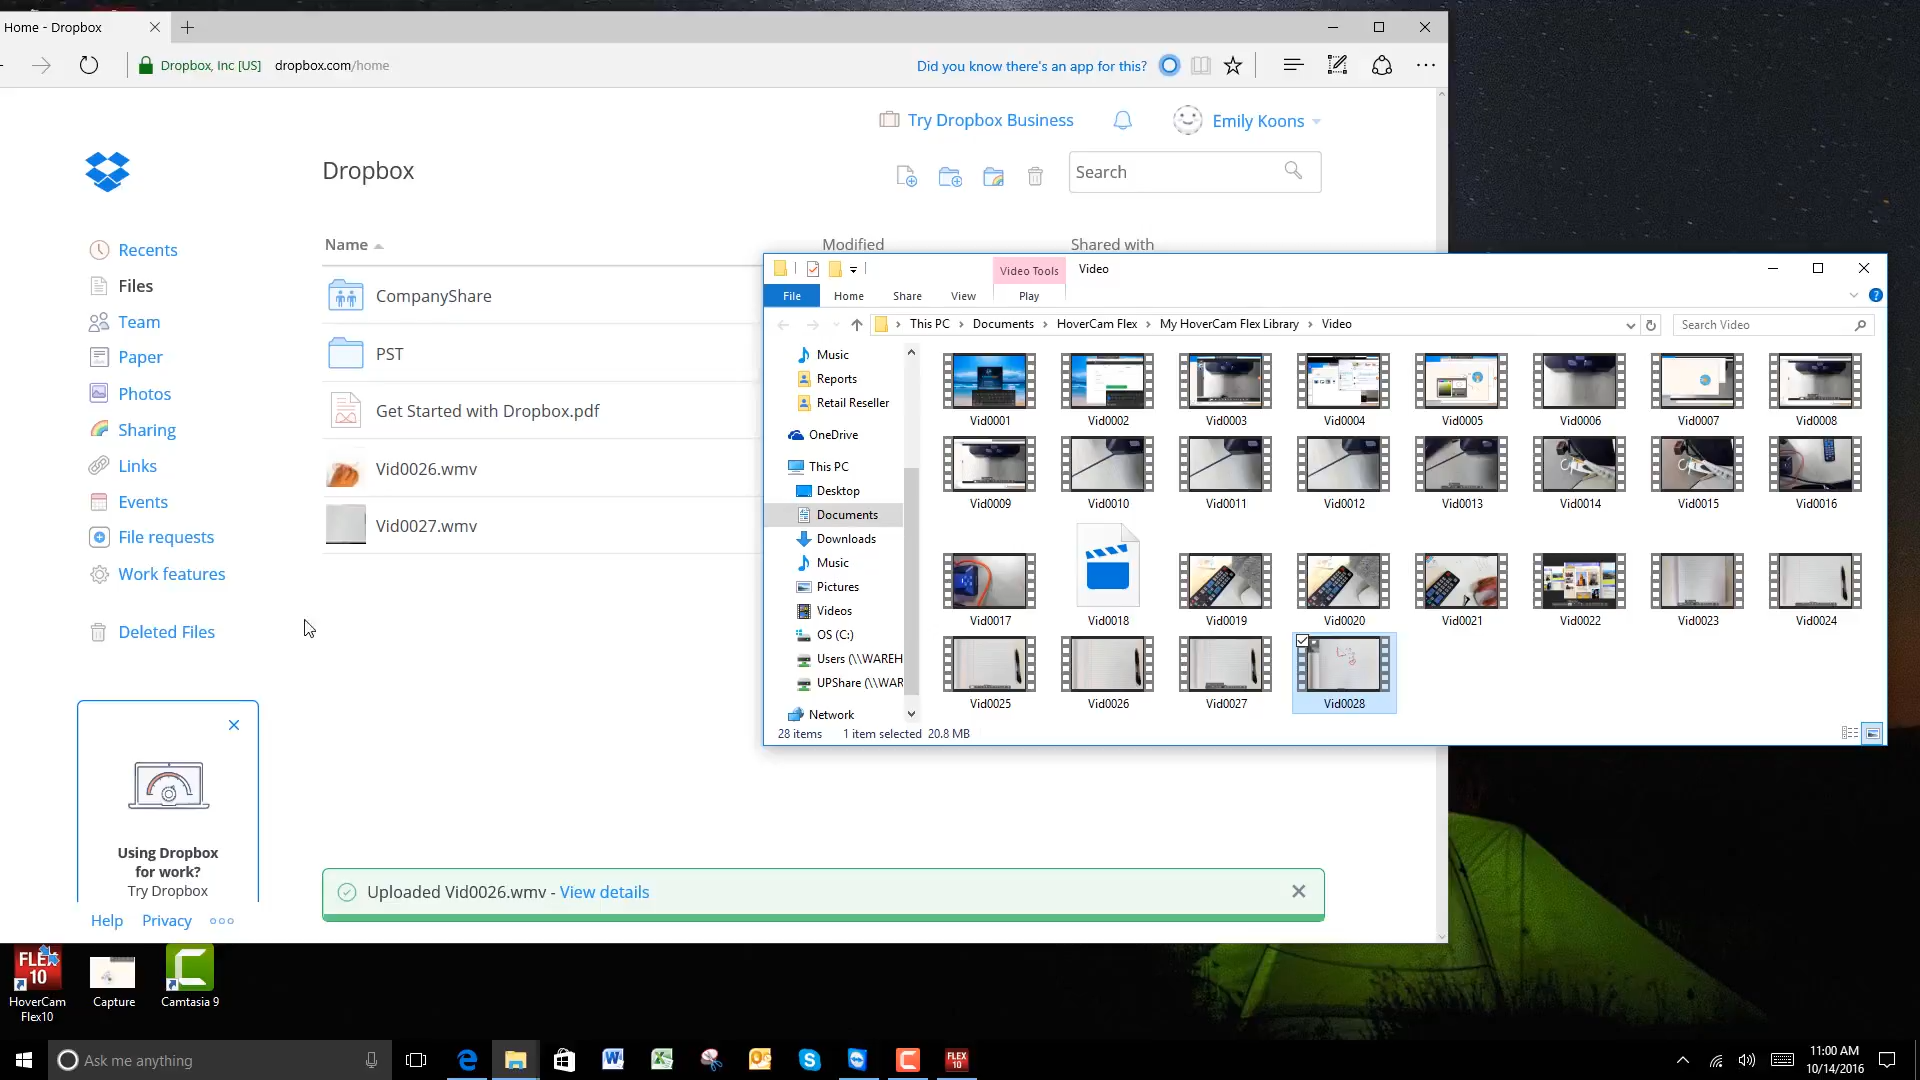 Home - Dropbox
Dropbox, Inc [US] dropbox.com/home
Did you know there's an app for this?
Try Dropbox Business
Emily Koons
Dropbox
Search
Name
Modified
Shared with
Recents
Files
Team
Paper
Photos
Sharing
Links
Events
File requests
Work features
Deleted Files
CompanyShare
PST
Get Started with Dropbox.pdf
Vid0026.wmv
Vid0027.wmv
Using Dropbox
for work?
Try Dropbox
Help Privacy
Uploaded Vid0026.wmv - View details
Video Tools Video
File Home Share View Play
This PC Documents HoverCam Flex My HoverCam Flex Library Video
Search Video
Music
Reports
Retail Reseller
OneDrive
This PC
Desktop
Documents
Downloads
Music
Pictures
Videos
OS (C:)
Users (\\WAREH
UPShare (\\WAR
Network
Vid0001 Vid0002 Vid0003 Vid0004 Vid0005 Vid0006 Vid0007 Vid0008
Vid0009 Vid0010 Vid0011 Vid0012 Vid0013 Vid0014 Vid0015 Vid0016
Vid0017 Vid0018 Vid0019 Vid0020 Vid0021 Vid0022 Vid0023 Vid0024
Vid0025 Vid0026 Vid0027 Vid0028
28 items 1 item selected 20.8 MB
FLEX
10
HoverCam
Flex10
Capture
Camtasia 9
Ask me anything
FLEX
10
11:00 AM
10/14/2016